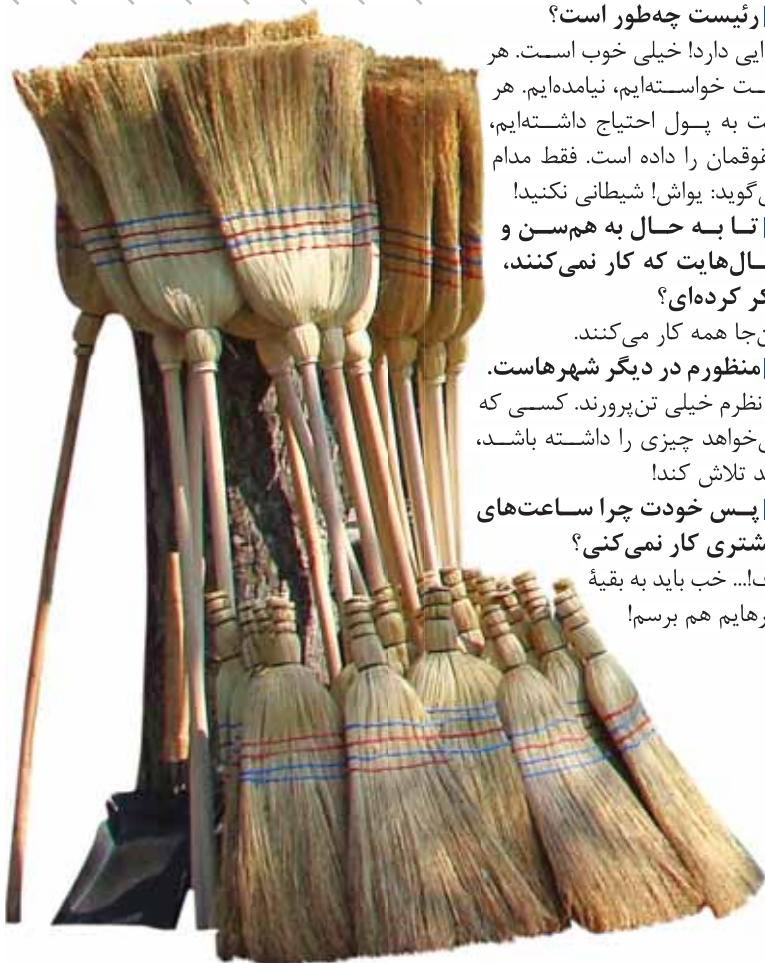 رئیست چه‌طور است؟
ایی دارد! خیلی خوب است. هر
ت خواسته‌ایم، نیامده‌ایم. هر
ت به پول احتیاج داشته‌ایم،
قوقمان را داده است. فقط مدام
ی‌گوید: یواش! شیطانی نکنید!
تا به حال به هم‌سن و
ال‌هایت که کار نمی‌کنند،
کر کرده‌ای؟
ن‌جا همه کار می‌کنند.
منظورم در دیگر شهرهاست.
نظرم خیلی تن‌پرورند. کسی که
ی‌خواهد چیزی را داشته باشد،
ید تلاش کند!
پس خودت چرا ساعت‌های
شتری کار نمی‌کنی؟
ف!... خب باید به بقیهٔ
رهایم هم برسم!